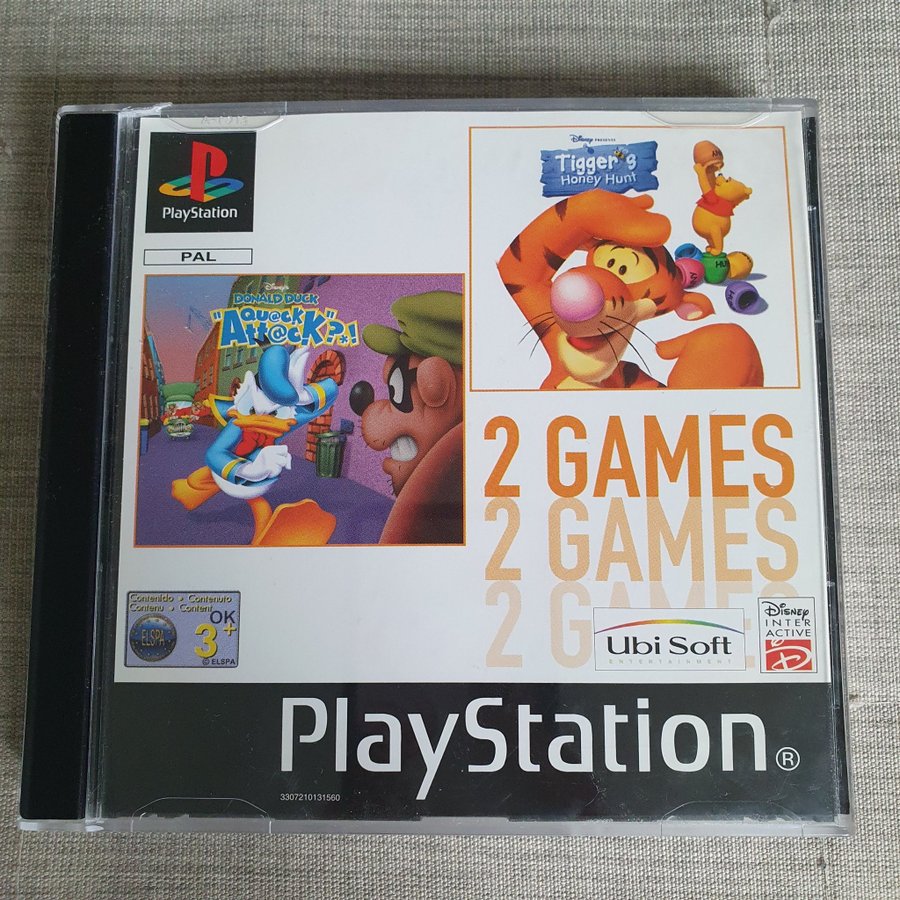 PlayStation
PAL
Disney PRESENTS
Tigger's
Honey Hunt
HUN
Disney's
DONALD DUCK
"QU@CK
ATT@CK"?*!
2 GAMES
2 GAMES
2 GAMES
Contenido • Contenuto
Contenu • Content
OK
ELSPA
3+
© ELSPA
Ubi Soft
ENTERTAINMENT
Disney
INTER
ACTIVE
D
PlayStation®
3307210131560